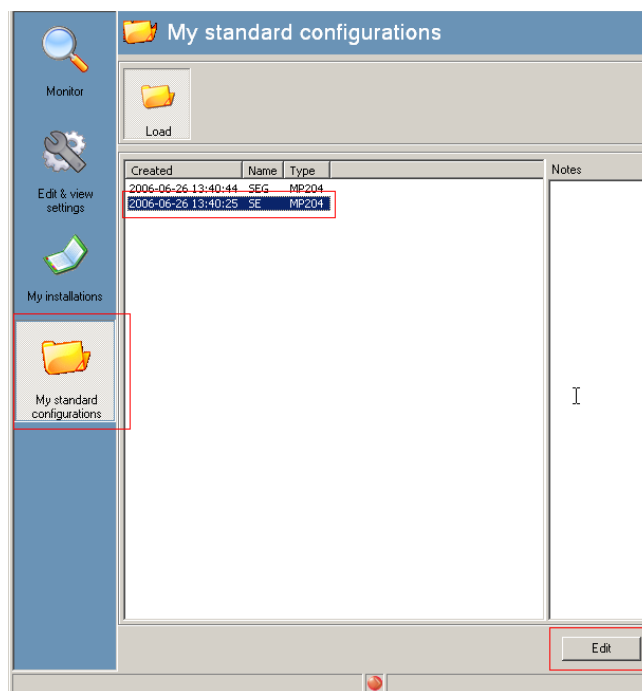 My standard configurations
Monitor
Load
Edit & view
settings
My installations
My standard
configurations
Created Name Type
2006-06-26 13:40:44 SEG MP204
2006-06-26 13:40:25 SE MP204
Notes
Edit